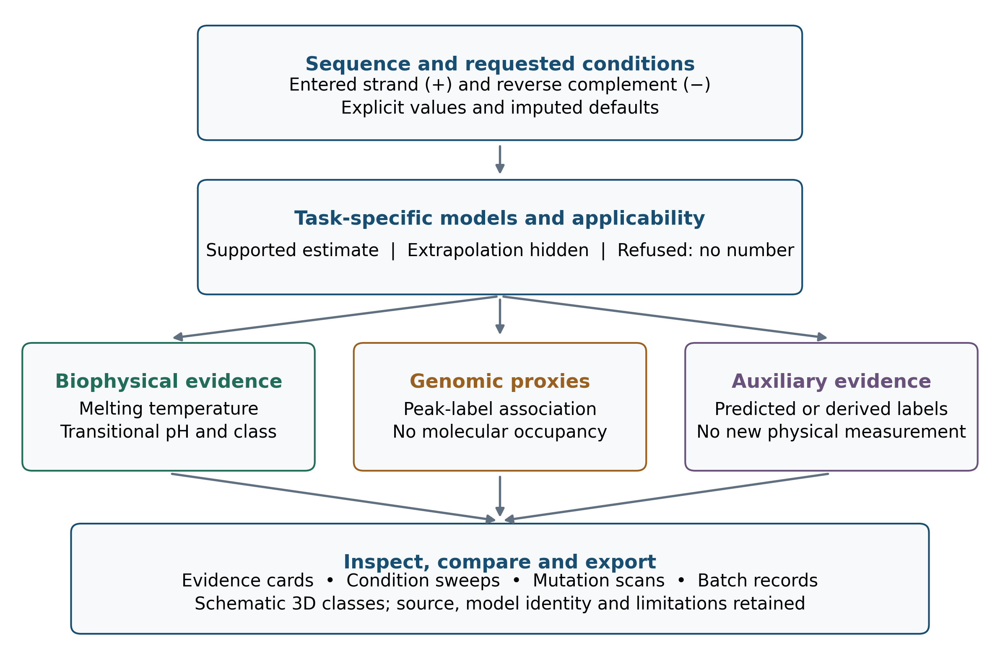 Sequence and requested conditions
Entered strand (+) and reverse complement (−)
Explicit values and imputed defaults
Task-specific models and applicability
Supported estimate | Extrapolation hidden | Refused: no number
Biophysical evidence
Melting temperature
Transitional pH and class
Genomic proxies
Peak-label association
No molecular occupancy
Auxiliary evidence
Predicted or derived labels
No new physical measurement
Inspect, compare and export
Evidence cards • Condition sweeps • Mutation scans • Batch records
Schematic 3D classes; source, model identity and limitations retained